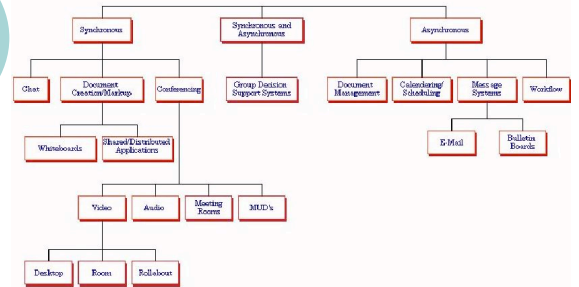 Synchronous
Synchronous and
Asynchronous
Asynchronous
Chat
Document
Creation/Markup
Conferencing
Group Decision
Support Systems
Document
Management
Calendering/
Scheduling
Message
Systems
Workflow
Whiteboards
Shared/Distributed
Applications
E-Mail
Bulletin
Boards
Video
Audio
Meeting
Rooms
MUD's
Desktop
Room
Rollabout